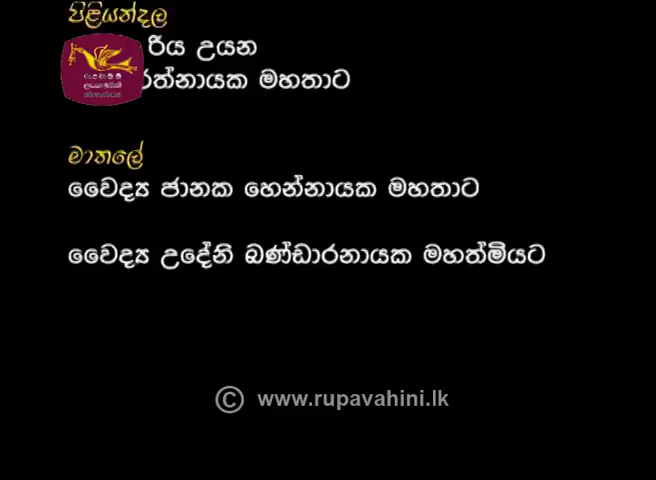 පිළියන්දල
රිය උයන
රත්නායක මහතාට
මාතලේ
වෛද්‍ය ජානක හෙන්නායක මහතාට
වෛද්‍ය උදේනි බණ්ඩාරනායක මහත්මියට
© www.rupavahini.lk